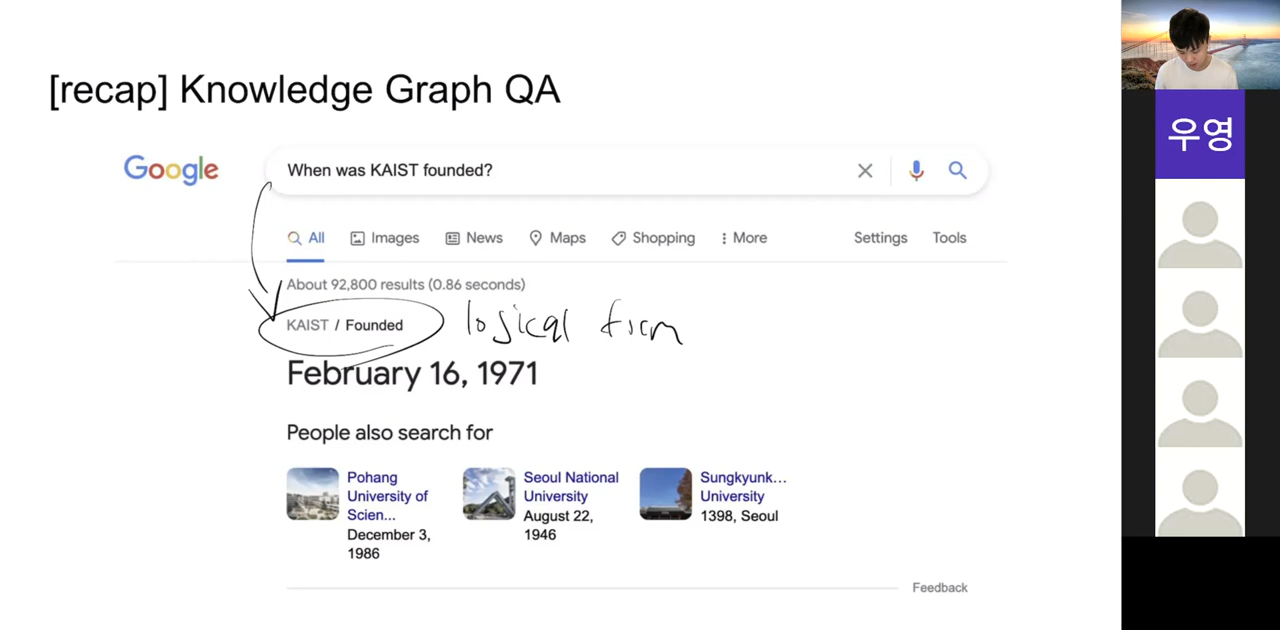 [recap] Knowledge Graph QA
Google
When was KAIST founded?
All Images News Maps Shopping More Settings Tools
About 92,800 results (0.86 seconds)
KAIST / Founded
logical form
February 16, 1971
People also search for
Pohang
University of
Scien...
December 3,
1986
Seoul National
University
August 22,
1946
Sungkyunk...
University
1398, Seoul
Feedback
우영